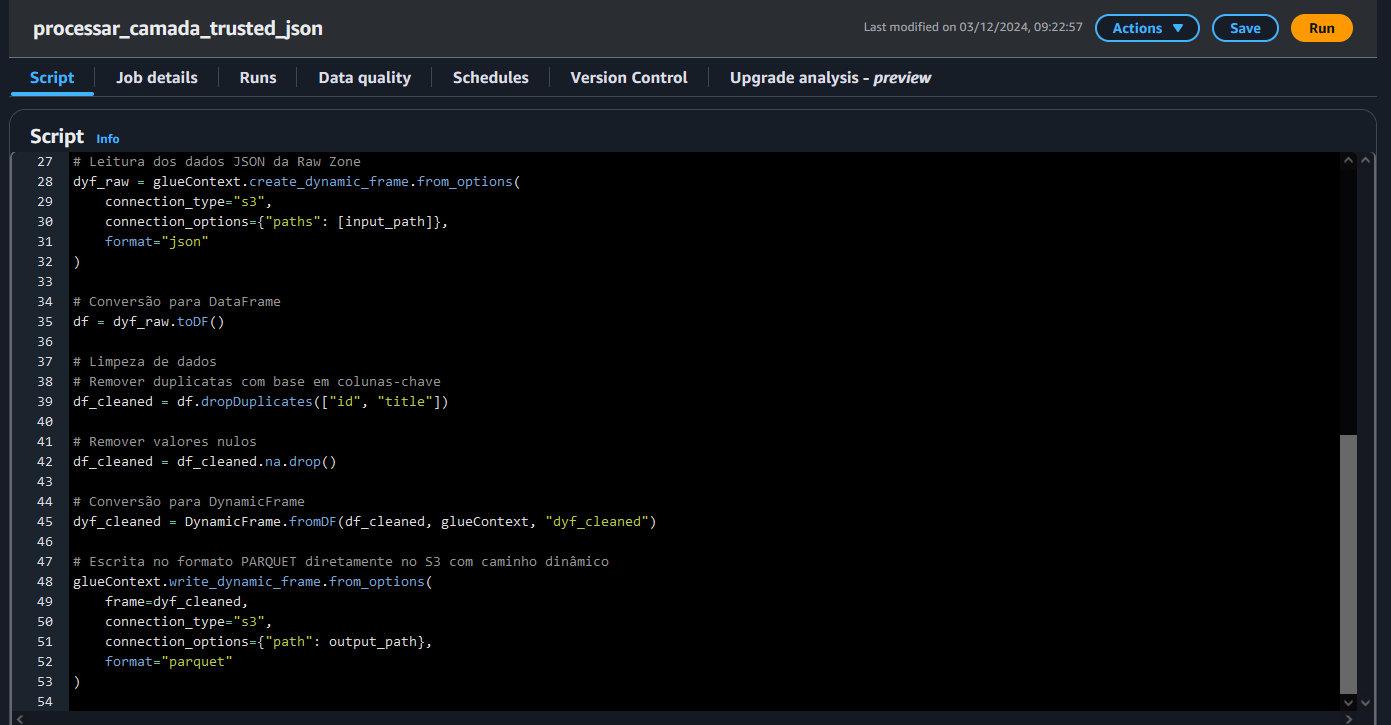 processar_camada_trusted_json
Last modified on 03/12/2024, 09:22:57
Actions
Save
Run
Script
Job details
Runs
Data quality
Schedules
Version Control
Upgrade analysis - preview
Script Info
27 # Leitura dos dados JSON da Raw Zone
28 dyf_raw = glueContext.create_dynamic_frame.from_options(
29     connection_type="s3",
30     connection_options={"paths": [input_path]},
31     format="json"
32 )
33
34 # Conversão para DataFrame
35 df = dyf_raw.toDF()
36
37 # Limpeza de dados
38 # Remover duplicatas com base em colunas-chave
39 df_cleaned = df.dropDuplicates(["id", "title"])
40
41 # Remover valores nulos
42 df_cleaned = df_cleaned.na.drop()
43
44 # Conversão para DynamicFrame
45 dyf_cleaned = DynamicFrame.fromDF(df_cleaned, glueContext, "dyf_cleaned")
46
47 # Escrita no formato PARQUET diretamente no S3 com caminho dinâmico
48 glueContext.write_dynamic_frame.from_options(
49     frame=dyf_cleaned,
50     connection_type="s3",
51     connection_options={"path": output_path},
52     format="parquet"
53 )
54